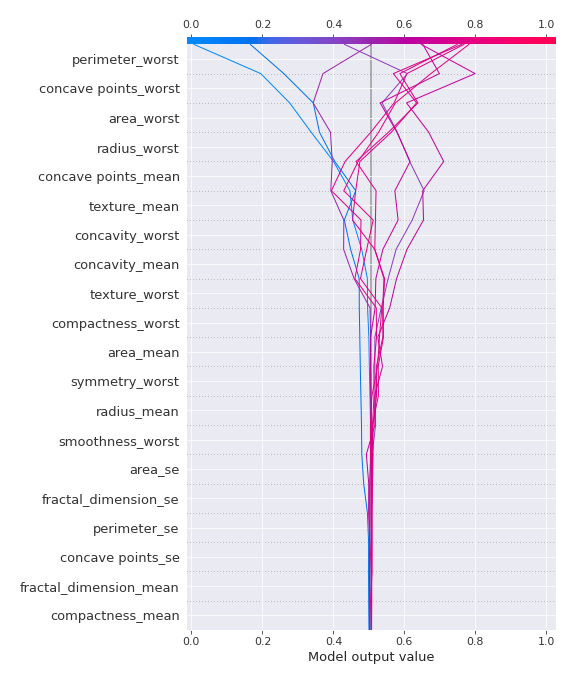 0.0 0.2 0.4 0.6 0.8 1.0
perimeter_worst
concave points_worst
area_worst
radius_worst
concave points_mean
texture_mean
concavity_worst
concavity_mean
texture_worst
compactness_worst
area_mean
symmetry_worst
radius_mean
smoothness_worst
area_se
fractal_dimension_se
perimeter_se
concave points_se
fractal_dimension_mean
compactness_mean
0.0 0.2 0.4 0.6 0.8 1.0
Model output value